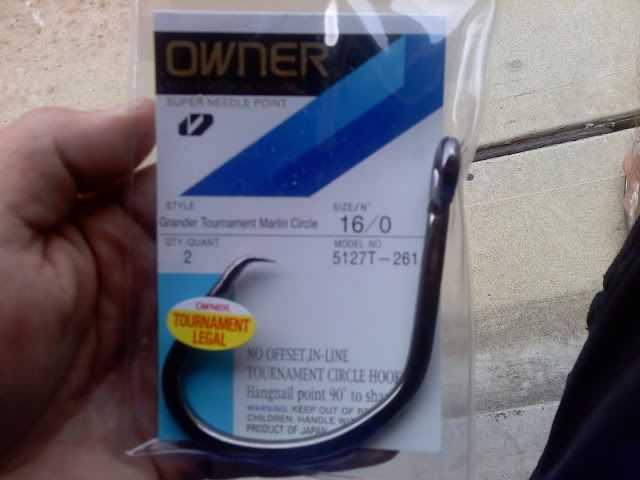 OWNER
SUPER NEEDLE POINT
STYLE
Grander Tournament Marlin Circle
SIZE/N°
16/0
QTY./QUANT.
2
MODEL NO.
5127T-261
OWNER
TOURNAMENT
LEGAL
NO OFFSET,IN-LINE
TOURNAMENT CIRCLE HOOK
Hangnail point 90° to
WARNING: KEEP OUT OF
CHILDREN, HANDLE
PRODUCT OF JAPAN